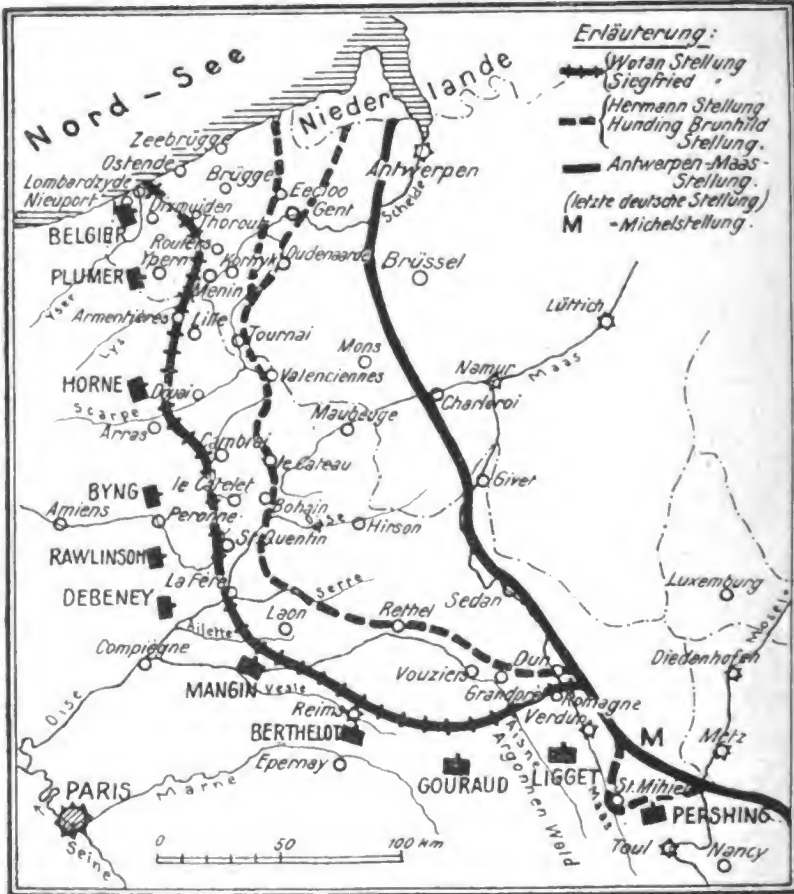 Erläuterung:
Wotan Stellung
Siegfried "
Hermann Stellung
Hunding Brunhild
Stellung.
Antwerpen-Maas-
Stellung.
(letzte deutsche Stellung)
M -Michelstellung.
Nord-See
Niederlande
Zeebrügge
Ostende
Lombardzyde
Nieuport
Brügge
Eecloo
Antwerpen
Schelde
Dixmuiden
Thorout
Gent
BELGIER
Roulers
Ypern
Kortryk
Oudenaarde
Brüssel
PLUMER
Menin
Yser
Lüttich
Armentières
Lille
Lys
Tournai
Mons
Namur
Maas
HORNE
Douai
Valenciennes
Charleroi
Scarpe
Arras
Maubeuge
Cambrai
le Cateau
Givet
BYNG
le Catelet
Bohain
Amiens
Peronne
Oise
Hirson
RAWLINSON
St. Quentin
DEBENEY
La Fère
Serre
Sedan
Luxemburg
Mosel
Laon
Rethel
Ailette
Compiègne
Vouziers
Dun
Diedenhofen
MANGIN
Vesle
Grandpré
Romagne
Oise
Reims
Aisne
Verdun
M
Metz
BERTHELOT
Argonnen Wald
Epernay
GOURAUD
LIGGET
Maas
St. Mihiel
PERSHING
PARIS
Marne
Seine
Toul
Nancy
0 50 100 km